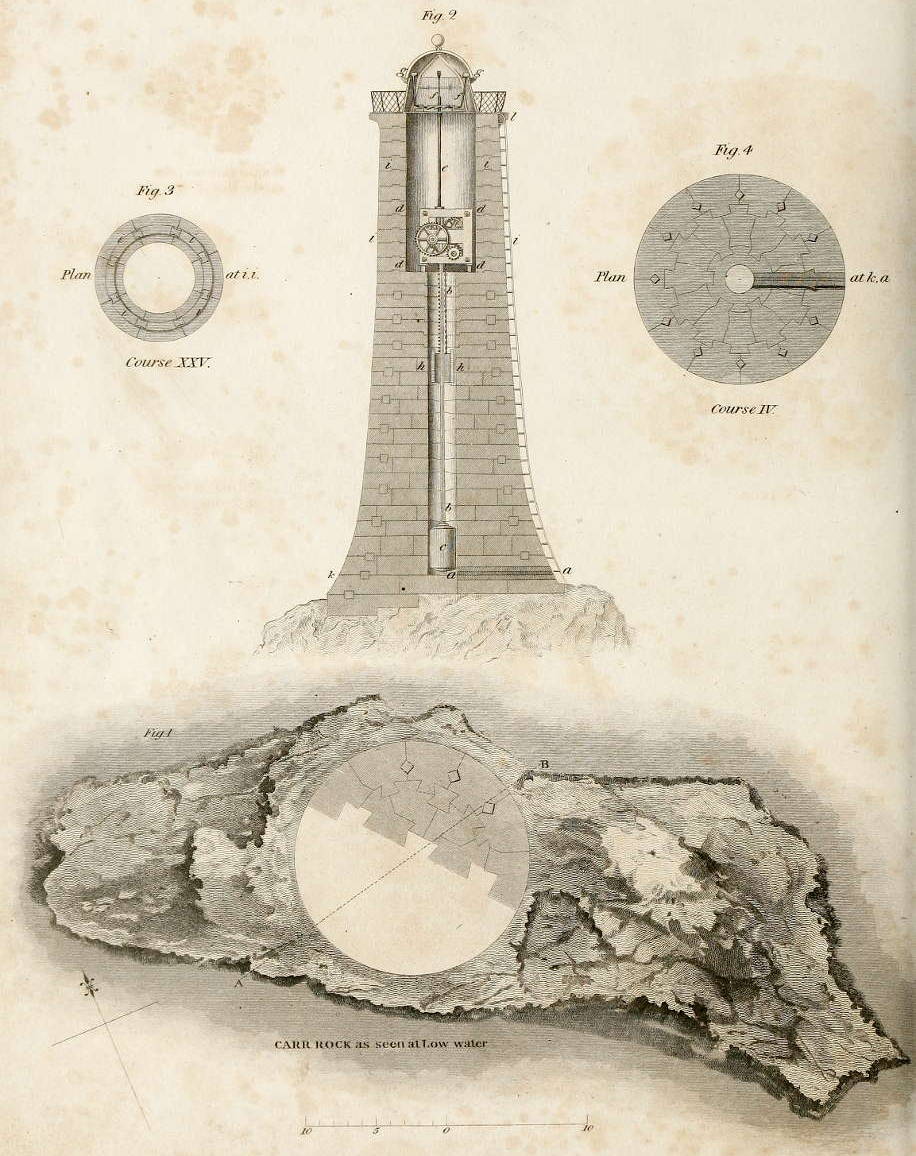 Fig. 2
g g
f f
l
e
i i
d d
l l
d d
b
h h
b
c
k a a
Fig. 3
Plan at i.i.
Course XXV.
Fig. 4
Plan at k,a
Course IV.
Fig. 1
B
A
CARR ROCK as seen at Low water
10 5 0 10